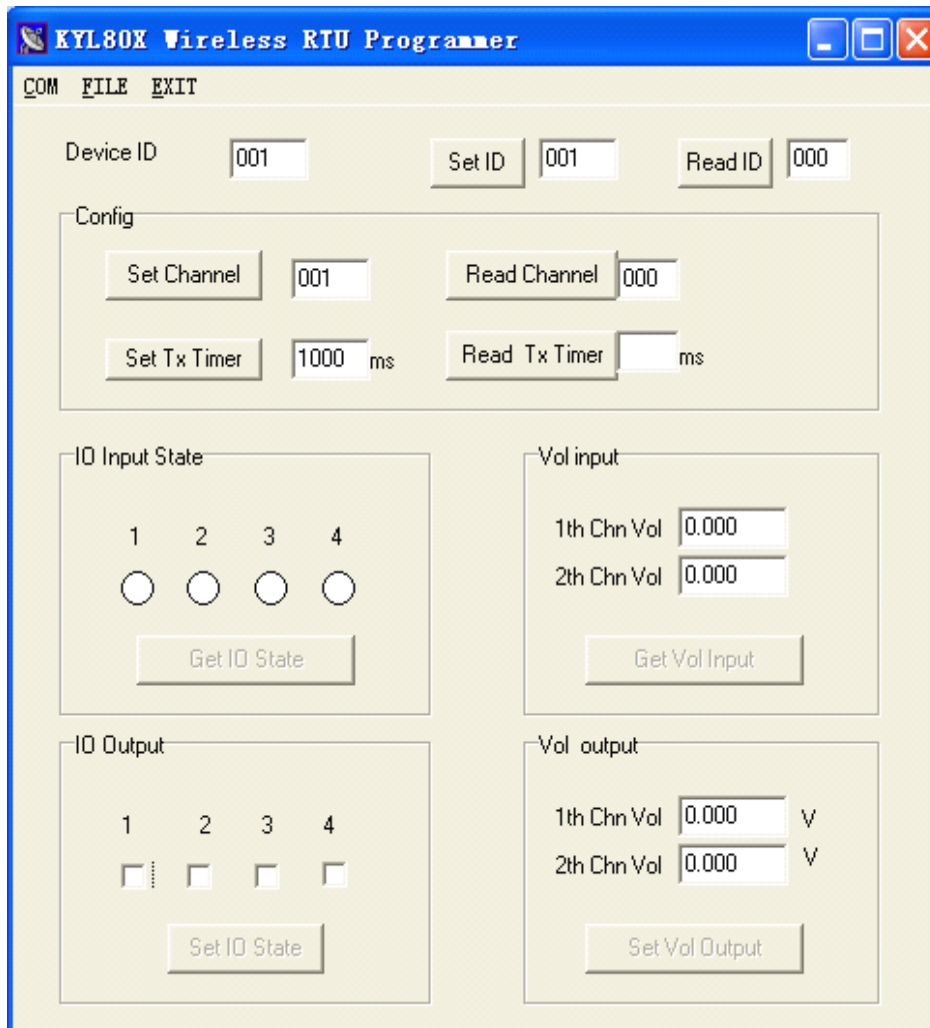 KYL80X Wireless RTU Programmer
COM FILE EXIT
Device ID 001 Set ID 001 Read ID 000
Config
Set Channel 001 Read Channel 000
Set Tx Timer 1000 ms Read Tx Timer ms
IO Input State
1 2 3 4
Get IO State
Vol input
1th Chn Vol 0.000
2th Chn Vol 0.000
Get Vol Input
IO Output
1 2 3 4
Set IO State
Vol output
1th Chn Vol 0.000 V
2th Chn Vol 0.000 V
Set Vol Output